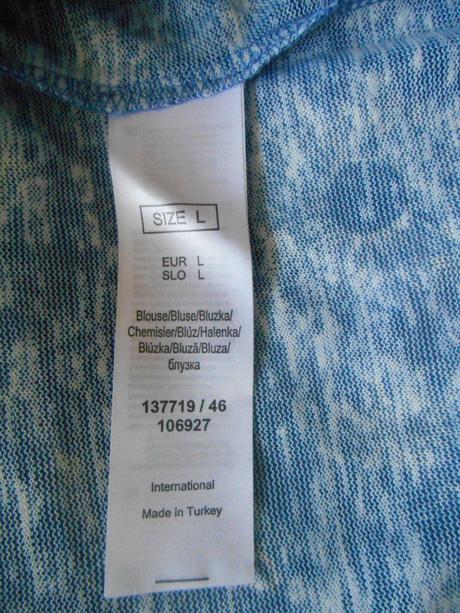 SIZE L
EUR L
SLO L
Blouse/Bluse/Bluzka/
Chemisier/Blúz/Halenka/
Blúzka/Bluză/Bluza/
блузка
137719 / 46
106927
International
Made in Turkey